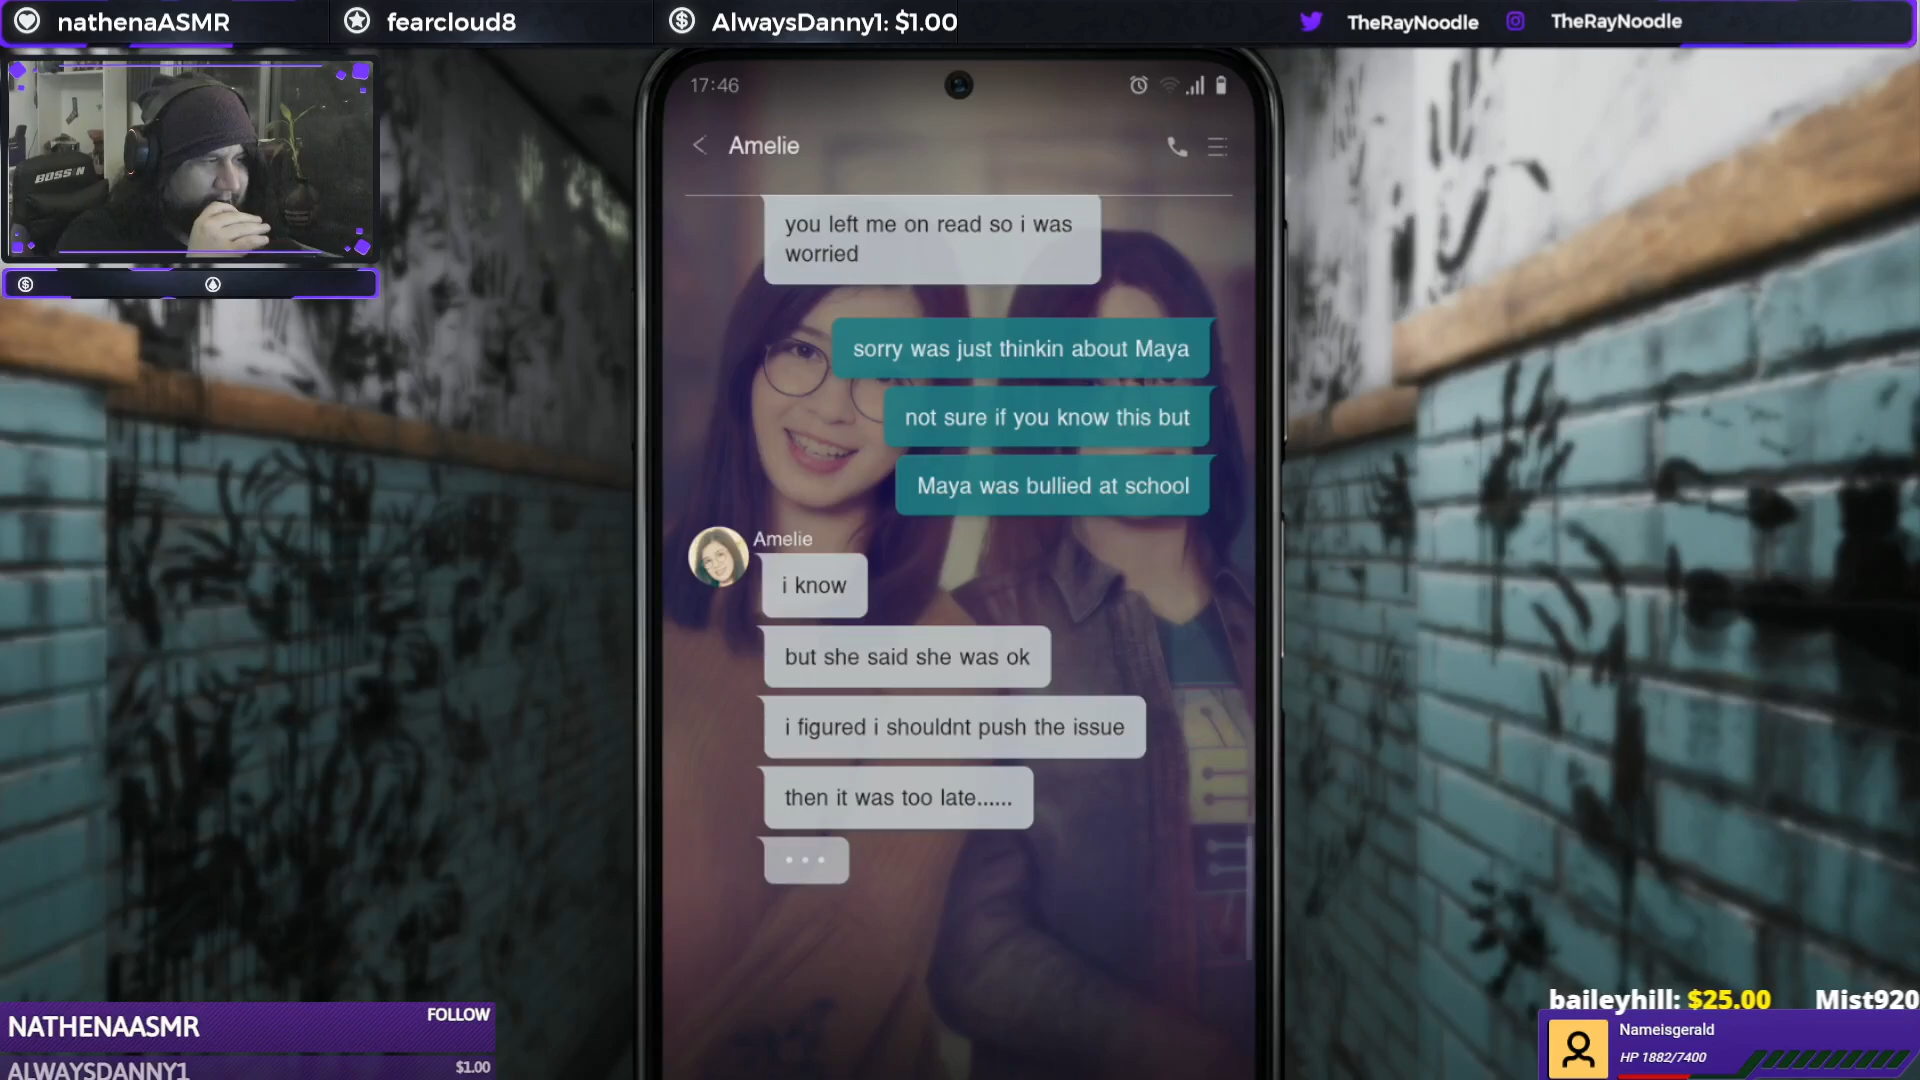 nathenaASMR
fearcloud8
AlwaysDanny1: $1.00
TheRayNoodle
TheRayNoodle
17:46
Amelie
you left me on read so i was
worried
sorry was just thinkin about Maya
not sure if you know this but
Maya was bullied at school
Amelie
i know
but she said she was ok
i figured i shouldnt push the issue
then it was too late......
BOSS N
NATHENAASMR
FOLLOW
ALWAYSDANNY1
$1.00
baileyhill: $25.00
Mist920
Nameisgerald
HP 1882/7400